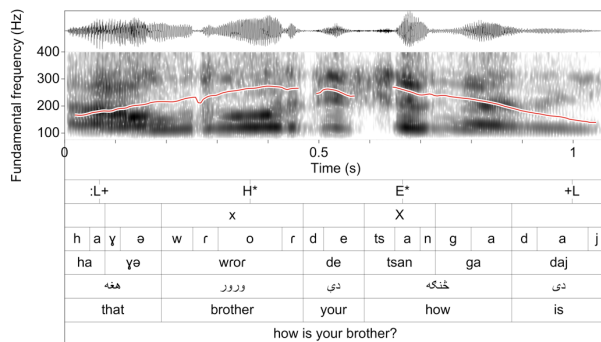 Fundamental frequency (Hz)
400
300
200
100
0 0.5 1
Time (s)
:L+ H* E* +L
x X
h a ɣ ə w ɾ o ɾ d e ts a n g a d a j
ha ɣə wroɾ de tsan ga daj
هغه ورور دې څنګه دی
that brother your how is
how is your brother?